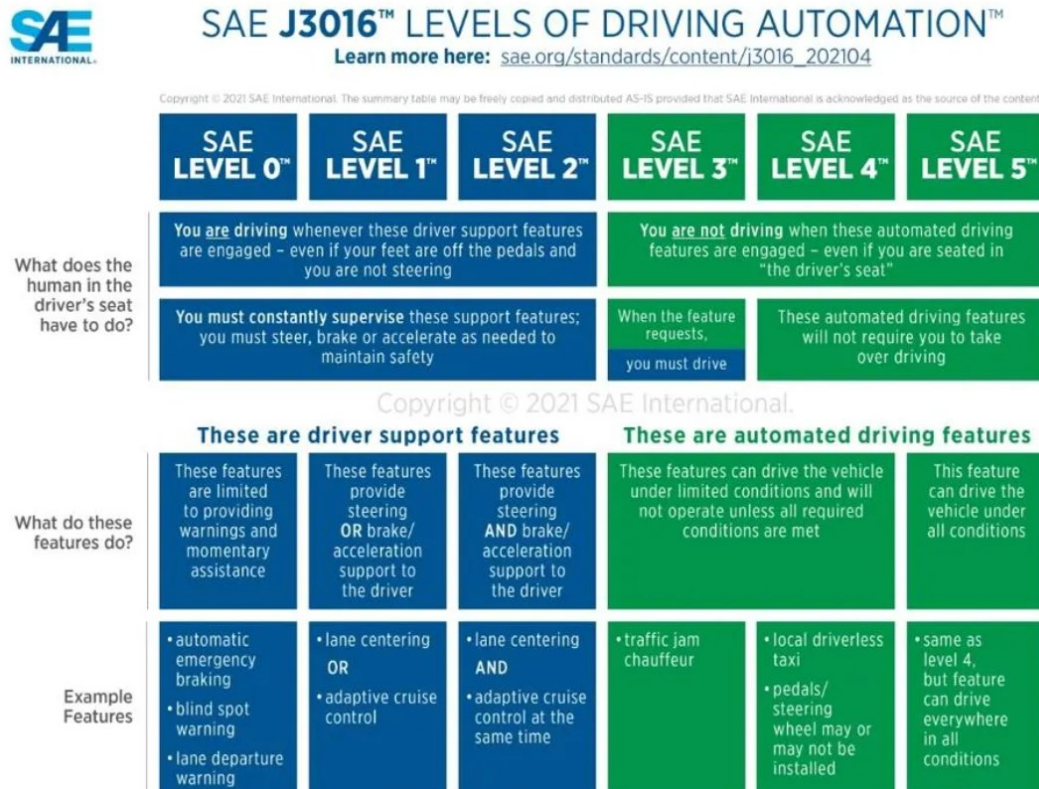 SAE
INTERNATIONAL®
SAE J3016™ LEVELS OF DRIVING AUTOMATION™
Learn more here: sae.org/standards/content/j3016_202104
Copyright © 2021 SAE International. The summary table may be freely copied and distributed AS-IS provided that SAE International is acknowledged as the source of the content
SAE
LEVEL 0™
SAE
LEVEL 1™
SAE
LEVEL 2™
SAE
LEVEL 3™
SAE
LEVEL 4™
SAE
LEVEL 5™
What does the
human in the
driver's seat
have to do?
You are driving whenever these driver support features
are engaged – even if your feet are off the pedals and
you are not steering
You are not driving when these automated driving
features are engaged – even if you are seated in
"the driver's seat"
You must constantly supervise these support features;
you must steer, brake or accelerate as needed to
maintain safety
When the feature
requests,
you must drive
These automated driving features
will not require you to take
over driving
Copyright © 2021 SAE International.
These are driver support features
These are automated driving features
What do these
features do?
These features
are limited
to providing
warnings and
momentary
assistance
These features
provide
steering
OR brake/
acceleration
support to
the driver
These features
provide
steering
AND brake/
acceleration
support to
the driver
These features can drive the vehicle
under limited conditions and will
not operate unless all required
conditions are met
This feature
can drive the
vehicle under
all conditions
Example
Features
• automatic
emergency
braking
• blind spot
warning
• lane departure
warning
• lane centering
OR
• adaptive cruise
control
• lane centering
AND
• adaptive cruise
control at the
same time
• traffic jam
chauffeur
• local driverless
taxi
• pedals/
steering
wheel may or
may not be
installed
• same as
level 4,
but feature
can drive
everywhere
in all
conditions